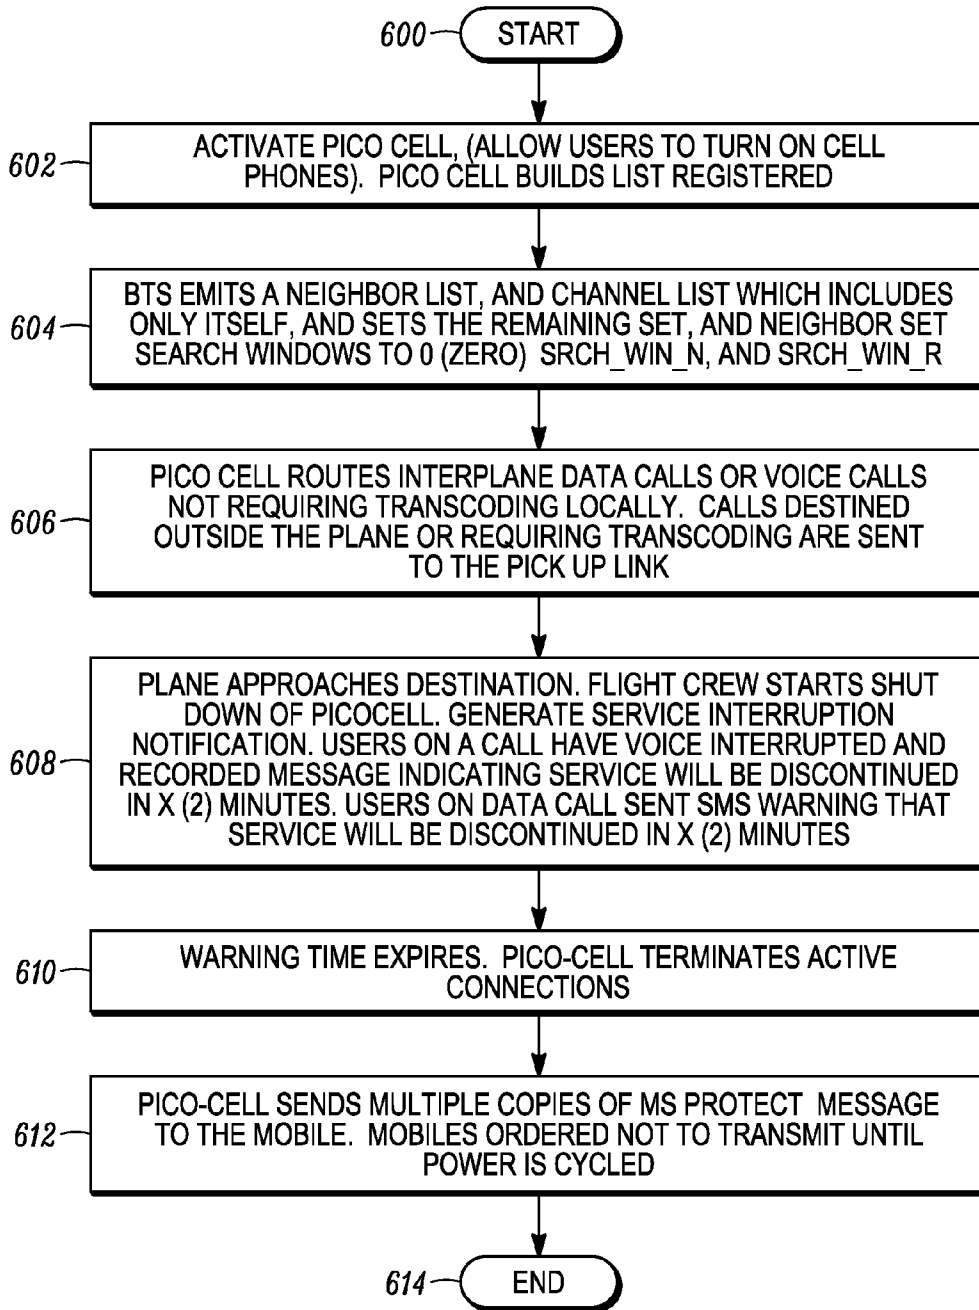 600 START
602 ACTIVATE PICO CELL, (ALLOW USERS TO TURN ON CELL
PHONES). PICO CELL BUILDS LIST REGISTERED
604 BTS EMITS A NEIGHBOR LIST, AND CHANNEL LIST WHICH INCLUDES
ONLY ITSELF, AND SETS THE REMAINING SET, AND NEIGHBOR SET
SEARCH WINDOWS TO 0 (ZERO) SRCH_WIN_N, AND SRCH_WIN_R
606 PICO CELL ROUTES INTERPLANE DATA CALLS OR VOICE CALLS
NOT REQUIRING TRANSCODING LOCALLY. CALLS DESTINED
OUTSIDE THE PLANE OR REQUIRING TRANSCODING ARE SENT
TO THE PICK UP LINK
608 PLANE APPROACHES DESTINATION. FLIGHT CREW STARTS SHUT
DOWN OF PICOCELL. GENERATE SERVICE INTERRUPTION
NOTIFICATION. USERS ON A CALL HAVE VOICE INTERRUPTED AND
RECORDED MESSAGE INDICATING SERVICE WILL BE DISCONTINUED
IN X (2) MINUTES. USERS ON DATA CALL SENT SMS WARNING THAT
SERVICE WILL BE DISCONTINUED IN X (2) MINUTES
610 WARNING TIME EXPIRES. PICO-CELL TERMINATES ACTIVE
CONNECTIONS
612 PICO-CELL SENDS MULTIPLE COPIES OF MS PROTECT MESSAGE
TO THE MOBILE. MOBILES ORDERED NOT TO TRANSMIT UNTIL
POWER IS CYCLED
614 END